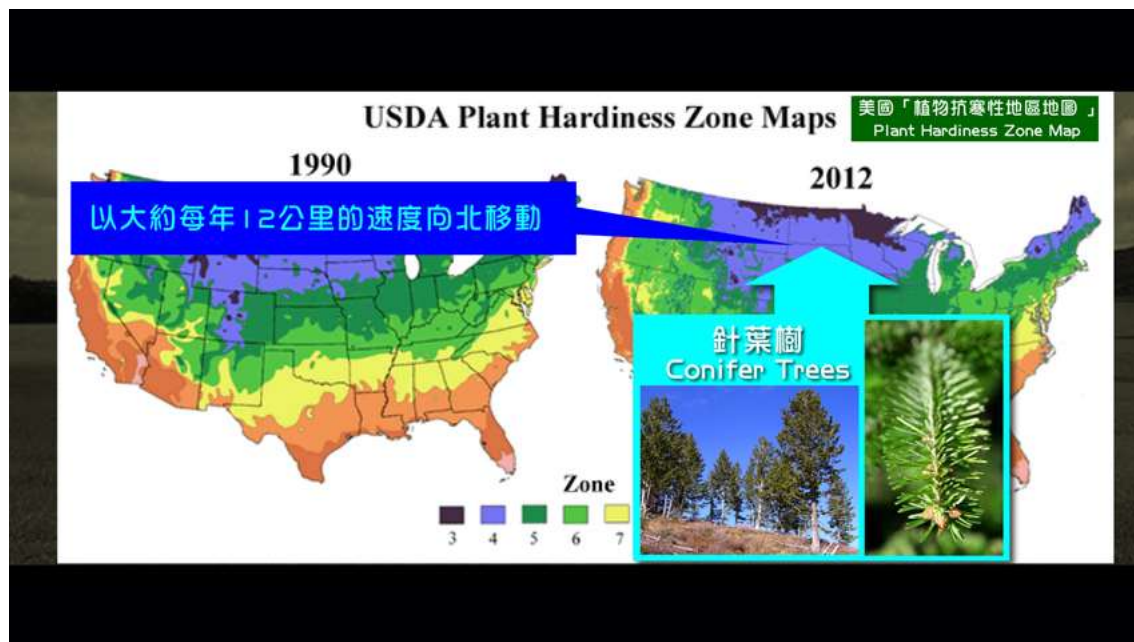 USDA Plant Hardiness Zone Maps
美國「植物抗寒性地區地圖」
Plant Hardiness Zone Map
1990
2012
以大約每年12公里的速度向北移動
針葉樹
Conifer Trees
Zone
3 4 5 6 7